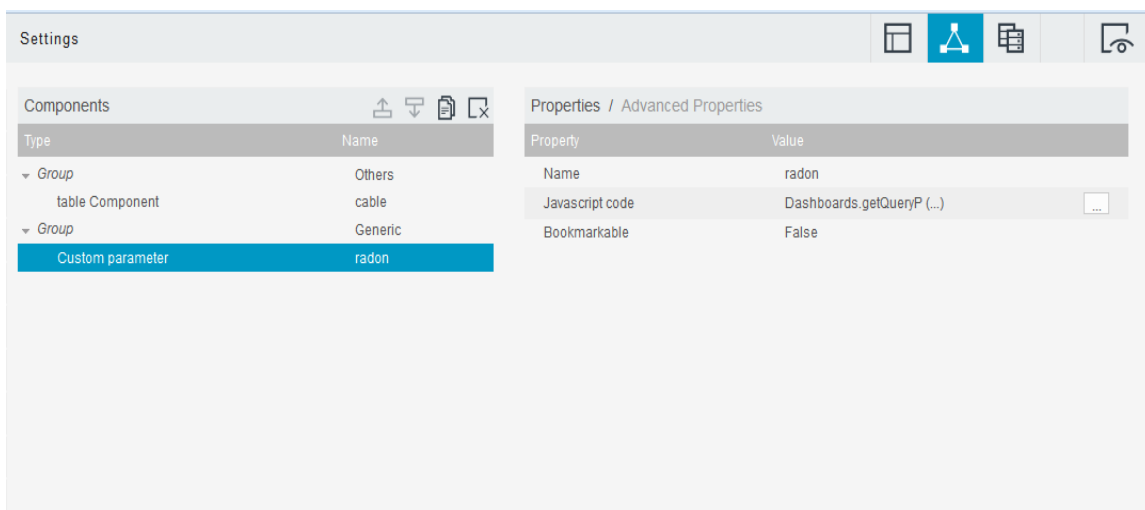 Settings
Components
Type Name
Group Others
table Component cable
Group Generic
Custom parameter radon
Properties / Advanced Properties
Property Value
Name radon
Javascript code Dashboards.getQueryP (...) ...
Bookmarkable False